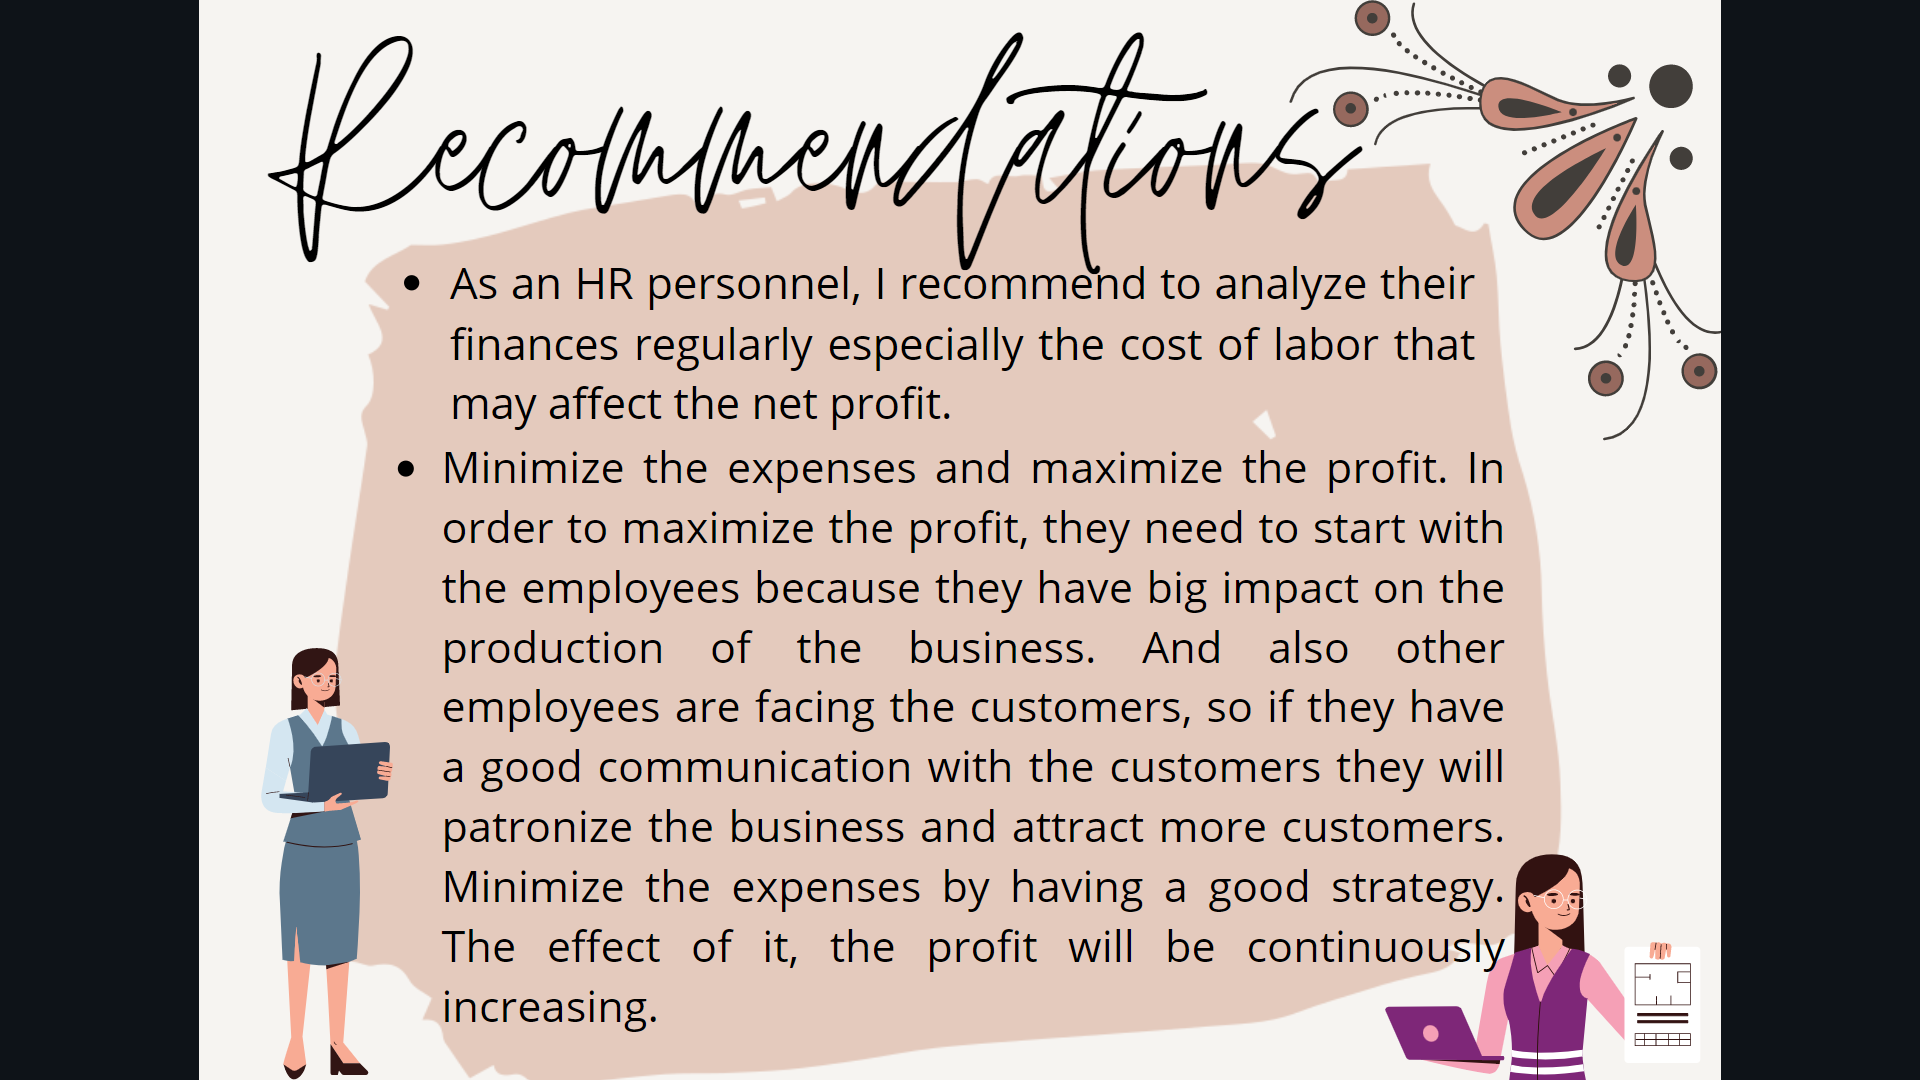 Recommendations
• As an HR personnel, I recommend to analyze their
finances regularly especially the cost of labor that
may affect the net profit.
• Minimize the expenses and maximize the profit. In
order to maximize the profit, they need to start with
the employees because they have big impact on the
production of the business. And also other
employees are facing the customers, so if they have
a good communication with the customers they will
patronize the business and attract more customers.
Minimize the expenses by having a good strategy.
The effect of it, the profit will be continuously
increasing.